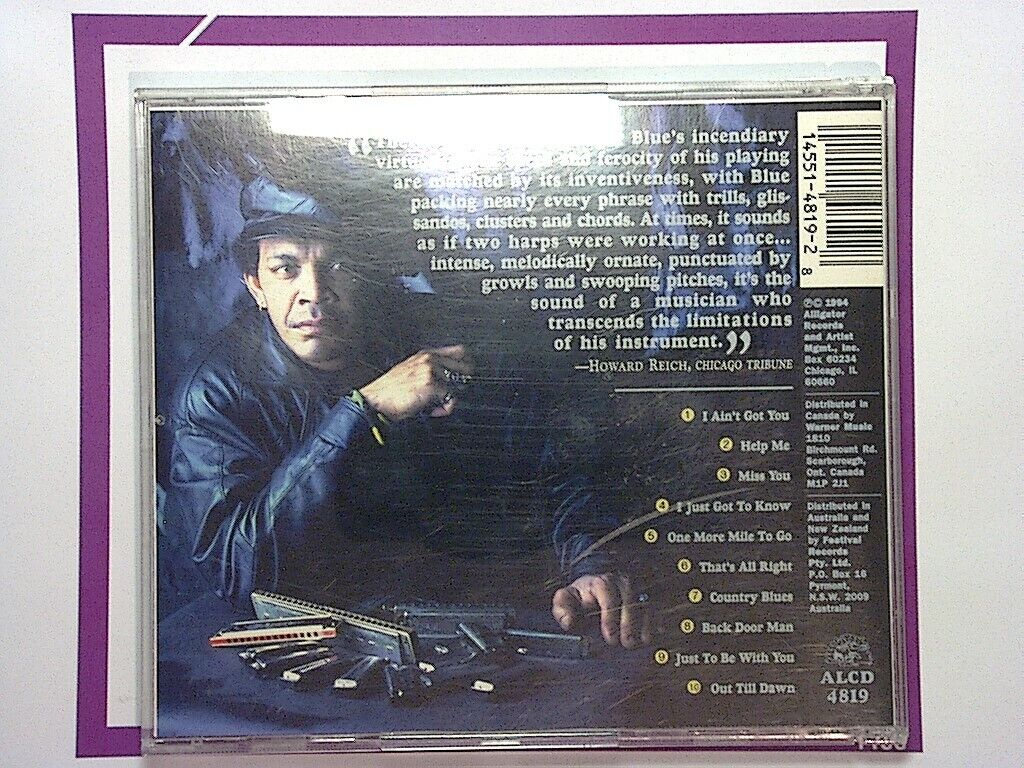 “
Blue's incendiary
and ferocity of his playing
are matched by its inventiveness, with Blue
packing nearly every phrase with trills, glis-
sandos, clusters and chords. At times, it sounds
as if two harps were working at once...
intense, melodically ornate, punctuated by
growls and swooping pitches, it's the
sound of a musician who
transcends the limitations
of his instrument.”
—HOWARD REICH, CHICAGO TRIBUNE
1 I Ain't Got You
2 Help Me
3 Miss You
4 I Just Got To Know
5 One More Mile To Go
6 That's All Right
7 Country Blues
8 Back Door Man
9 Just To Be With You
10 Out Till Dawn
14551-4819-2 8
℗© 1994
Alligator
Records
and Artist
Mgmt., Inc.
Box 60234
Chicago, IL
60660
Distributed in
Canada by
Warner Music
1810
Birchmount Rd.
Scarborough,
Ont. Canada
M1P 2J1
Distributed in
Australia and
New Zealand
by Festival
Records
Pty. Ltd.
P.O. Box 16
Pyrmont,
N.S.W. 2009
Australia
ALCD
4819